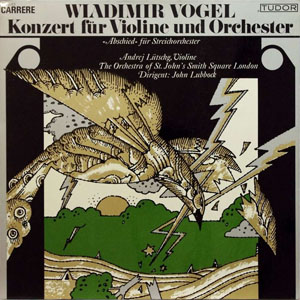 CARRERE
WLADIMIR VOGEL
TUDOR
Konzert für Violine und Orchester
«Abschied» für Streichorchester
Andrej Lütschg, Violine
The Orchestra of St. John's Smith Square London
Dirigent: John Lubbock